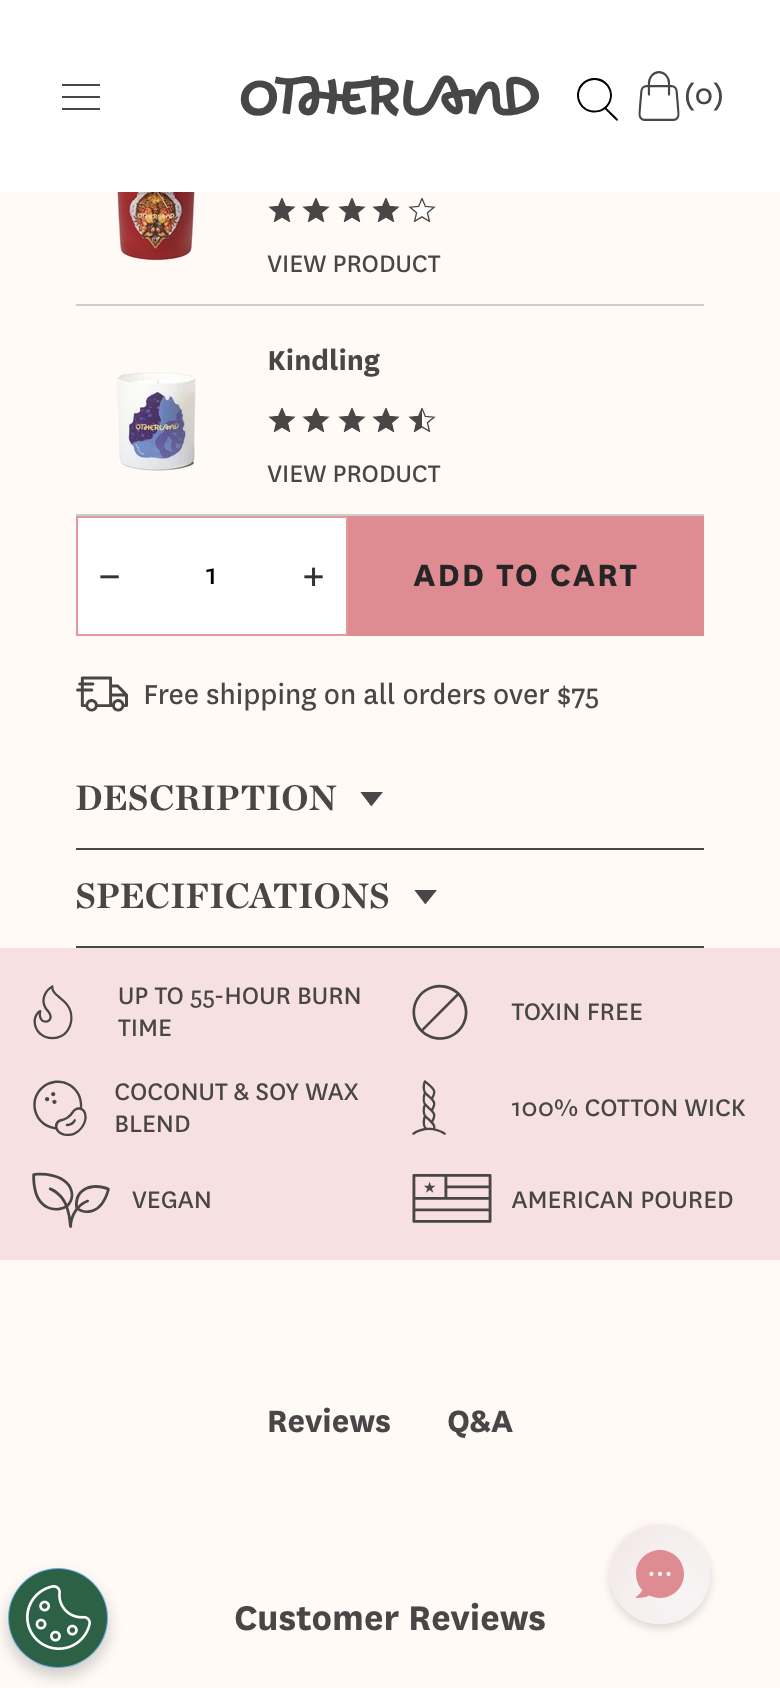 OTHERLAND
(0)
OTHERLAND
VIEW PRODUCT
Kindling
OTHERLAND
VIEW PRODUCT
− 1 + ADD TO CART
Free shipping on all orders over $75
DESCRIPTION
SPECIFICATIONS
UP TO 55-HOUR BURN
TIME
TOXIN FREE
COCONUT & SOY WAX
BLEND
100% COTTON WICK
VEGAN
AMERICAN POURED
Reviews Q&A
Customer Reviews